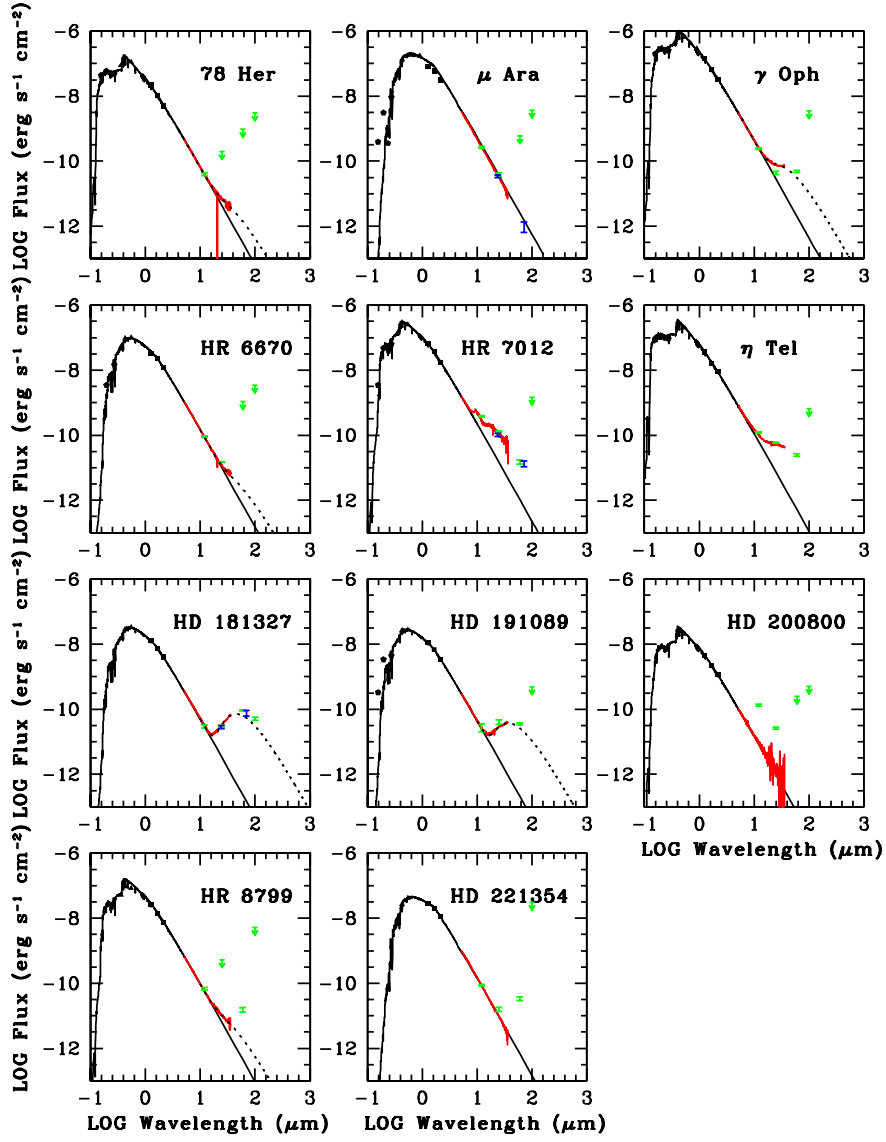 LOG Flux (erg s⁻¹ cm⁻²)
-6
-8
-10
-12
78 Her
-1 0 1 2 3
-6
-8
-10
-12
μ Ara
-1 0 1 2 3
-6
-8
-10
-12
γ Oph
-1 0 1 2 3
LOG Flux (erg s⁻¹ cm⁻²)
-6
-8
-10
-12
HR 6670
-1 0 1 2 3
-6
-8
-10
-12
HR 7012
-1 0 1 2 3
-6
-8
-10
-12
η Tel
-1 0 1 2 3
LOG Flux (erg s⁻¹ cm⁻²)
-6
-8
-10
-12
HD 181327
-1 0 1 2 3
-6
-8
-10
-12
HD 191089
-1 0 1 2 3
-6
-8
-10
-12
HD 200800
-1 0 1 2 3
LOG Wavelength (μm)
LOG Flux (erg s⁻¹ cm⁻²)
-6
-8
-10
-12
HR 8799
-1 0 1 2 3
LOG Wavelength (μm)
-6
-8
-10
-12
HD 221354
-1 0 1 2 3
LOG Wavelength (μm)